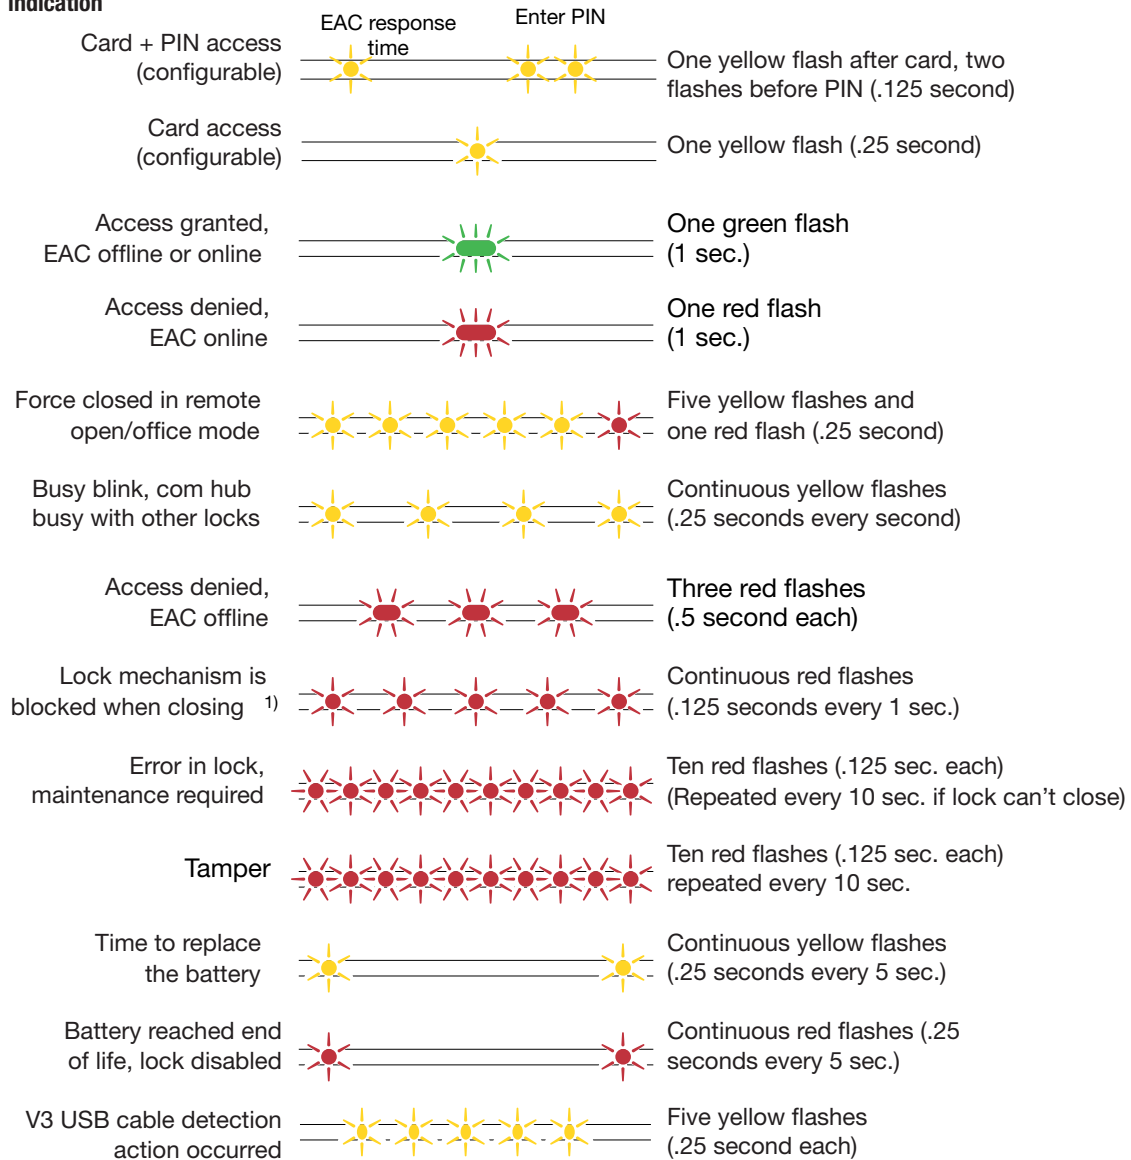 Indication
EAC response
time
Enter PIN
Card + PIN access
(configurable)
One yellow flash after card, two
flashes before PIN (.125 second)
Card access
(configurable)
One yellow flash (.25 second)
Access granted,
EAC offline or online
One green flash
(1 sec.)
Access denied,
EAC online
One red flash
(1 sec.)
Force closed in remote
open/office mode
Five yellow flashes and
one red flash (.25 second)
Busy blink, com hub
busy with other locks
Continuous yellow flashes
(.25 seconds every second)
Access denied,
EAC offline
Three red flashes
(.5 second each)
Lock mechanism is
blocked when closing 1)
Continuous red flashes
(.125 seconds every 1 sec.)
Error in lock,
maintenance required
Ten red flashes (.125 sec. each)
(Repeated every 10 sec. if lock can't close)
Tamper
Ten red flashes (.125 sec. each)
repeated every 10 sec.
Time to replace
the battery
Continuous yellow flashes
(.25 seconds every 5 sec.)
Battery reached end
of life, lock disabled
Continuous red flashes (.25
seconds every 5 sec.)
V3 USB cable detection
action occurred
Five yellow flashes
(.25 second each)